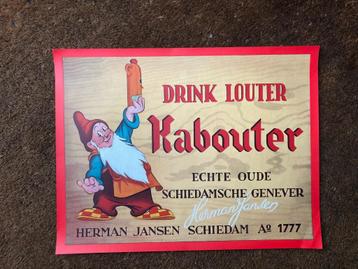 DRINK LOUTER
Kabouter
ECHTE OUDE
SCHIEDAMSCHE GENEVER
Herman Jansen
HERMAN JANSEN SCHIEDAM Aº 1777